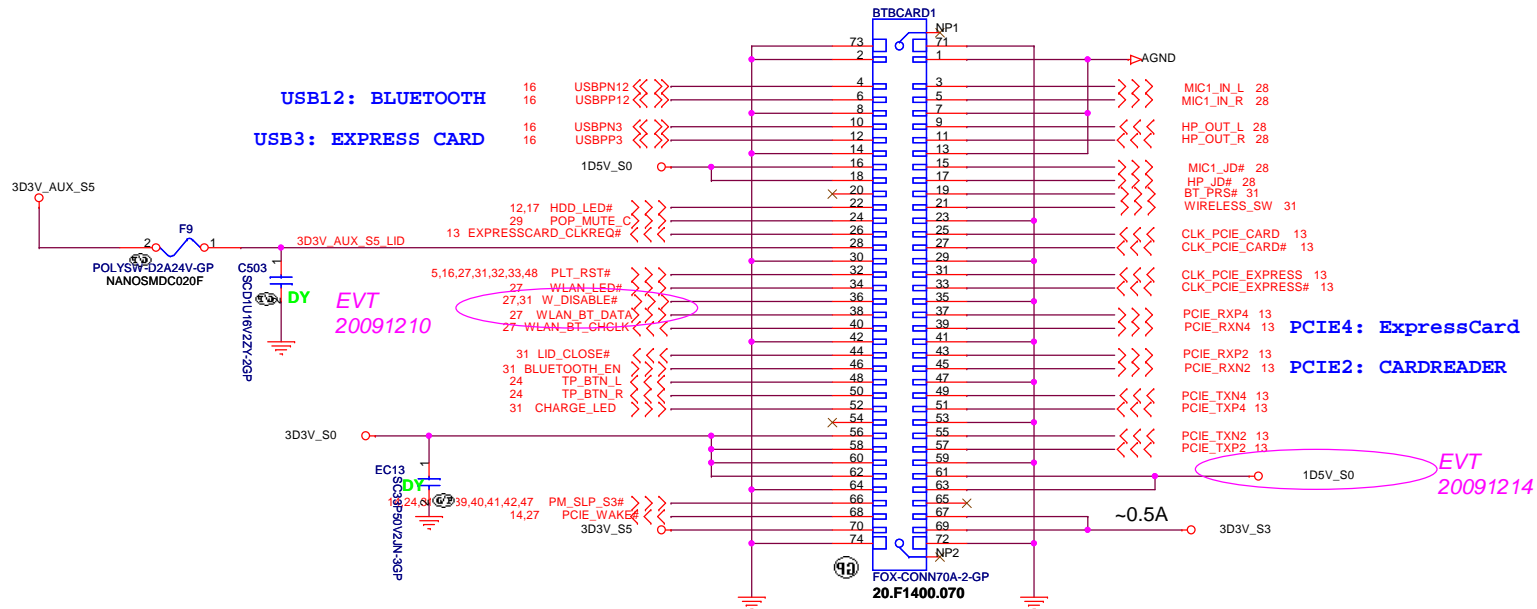 BTBCARD1
NP1
73 71
2 1 AGND
USB12: BLUETOOTH 16 USBPN12 4 3 MIC1_IN_L 28
16 USBPP12 6 5 MIC1_IN_R 28
8 7
USB3: EXPRESS CARD 16 USBPN3 10 9 HP_OUT_L 28
16 USBPP3 12 11 HP_OUT_R 28
14 13
1D5V_S0 16 15 MIC1_JD# 28
18 17 HP_JD# 28
3D3V_AUX_S5 20 19 BT_PRS# 31
12,17 HDD_LED# 22 21 WIRELESS_SW 31
29 POP_MUTE_C 24 23
F9 13 EXPRESSCARD_CLKREQ# 26 25 CLK_PCIE_CARD 13
2 1 3D3V_AUX_S5_LID 28 27 CLK_PCIE_CARD# 13
POLYSW-D2A24V-GP
NANOSMDC020F
C503
1
SCD1U16V2ZY-2GP
DY
30 29
5,16,27,31,32,33,48 PLT_RST# 32 31 CLK_PCIE_EXPRESS 13
27 WLAN_LED# 34 33 CLK_PCIE_EXPRESS# 13
EVT
20091210
27,31 W_DISABLE# 36 35
27 WLAN_BT_DATA 38 37 PCIE_RXP4 13
27 WLAN_BT_CHCLK 40 39 PCIE_RXN4 13 PCIE4: ExpressCard
42 41
31 LID_CLOSE# 44 43 PCIE_RXP2 13
31 BLUETOOTH_EN 46 45 PCIE_RXN2 13 PCIE2: CARDREADER
24 TP_BTN_L 48 47
24 TP_BTN_R 50 49 PCIE_TXN4 13
31 CHARGE_LED 52 51 PCIE_TXP4 13
54 53
3D3V_S0 56 55 PCIE_TXN2 13
58 57 PCIE_TXP2 13
60 59
62 61 1D5V_S0
EVT
20091214
EC13
1
DY
SC33P50V2JN-3GP
64 63
39,40,41,42,47 PM_SLP_S3# 66 65
14,27 PCIE_WAKE# 68 67 ~0.5A
3D3V_S5 70 69 3D3V_S3
74 72
NP2
GP
FOX-CONN70A-2-GP
20.F1400.070